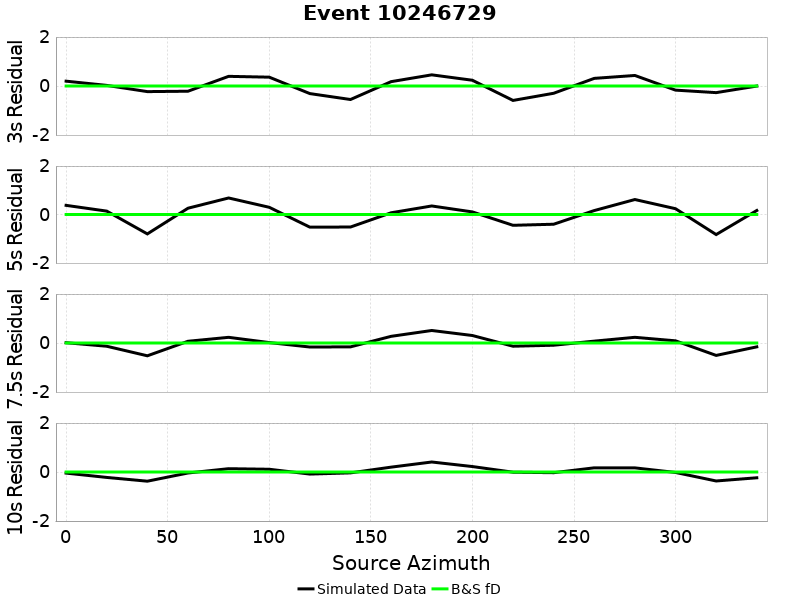 Event 10246729
3s Residual
2
0
-2
5s Residual
2
0
-2
7.5s Residual
2
0
-2
10s Residual
2
0
-2
0 50 100 150 200 250 300
Source Azimuth
Simulated Data B&S fD